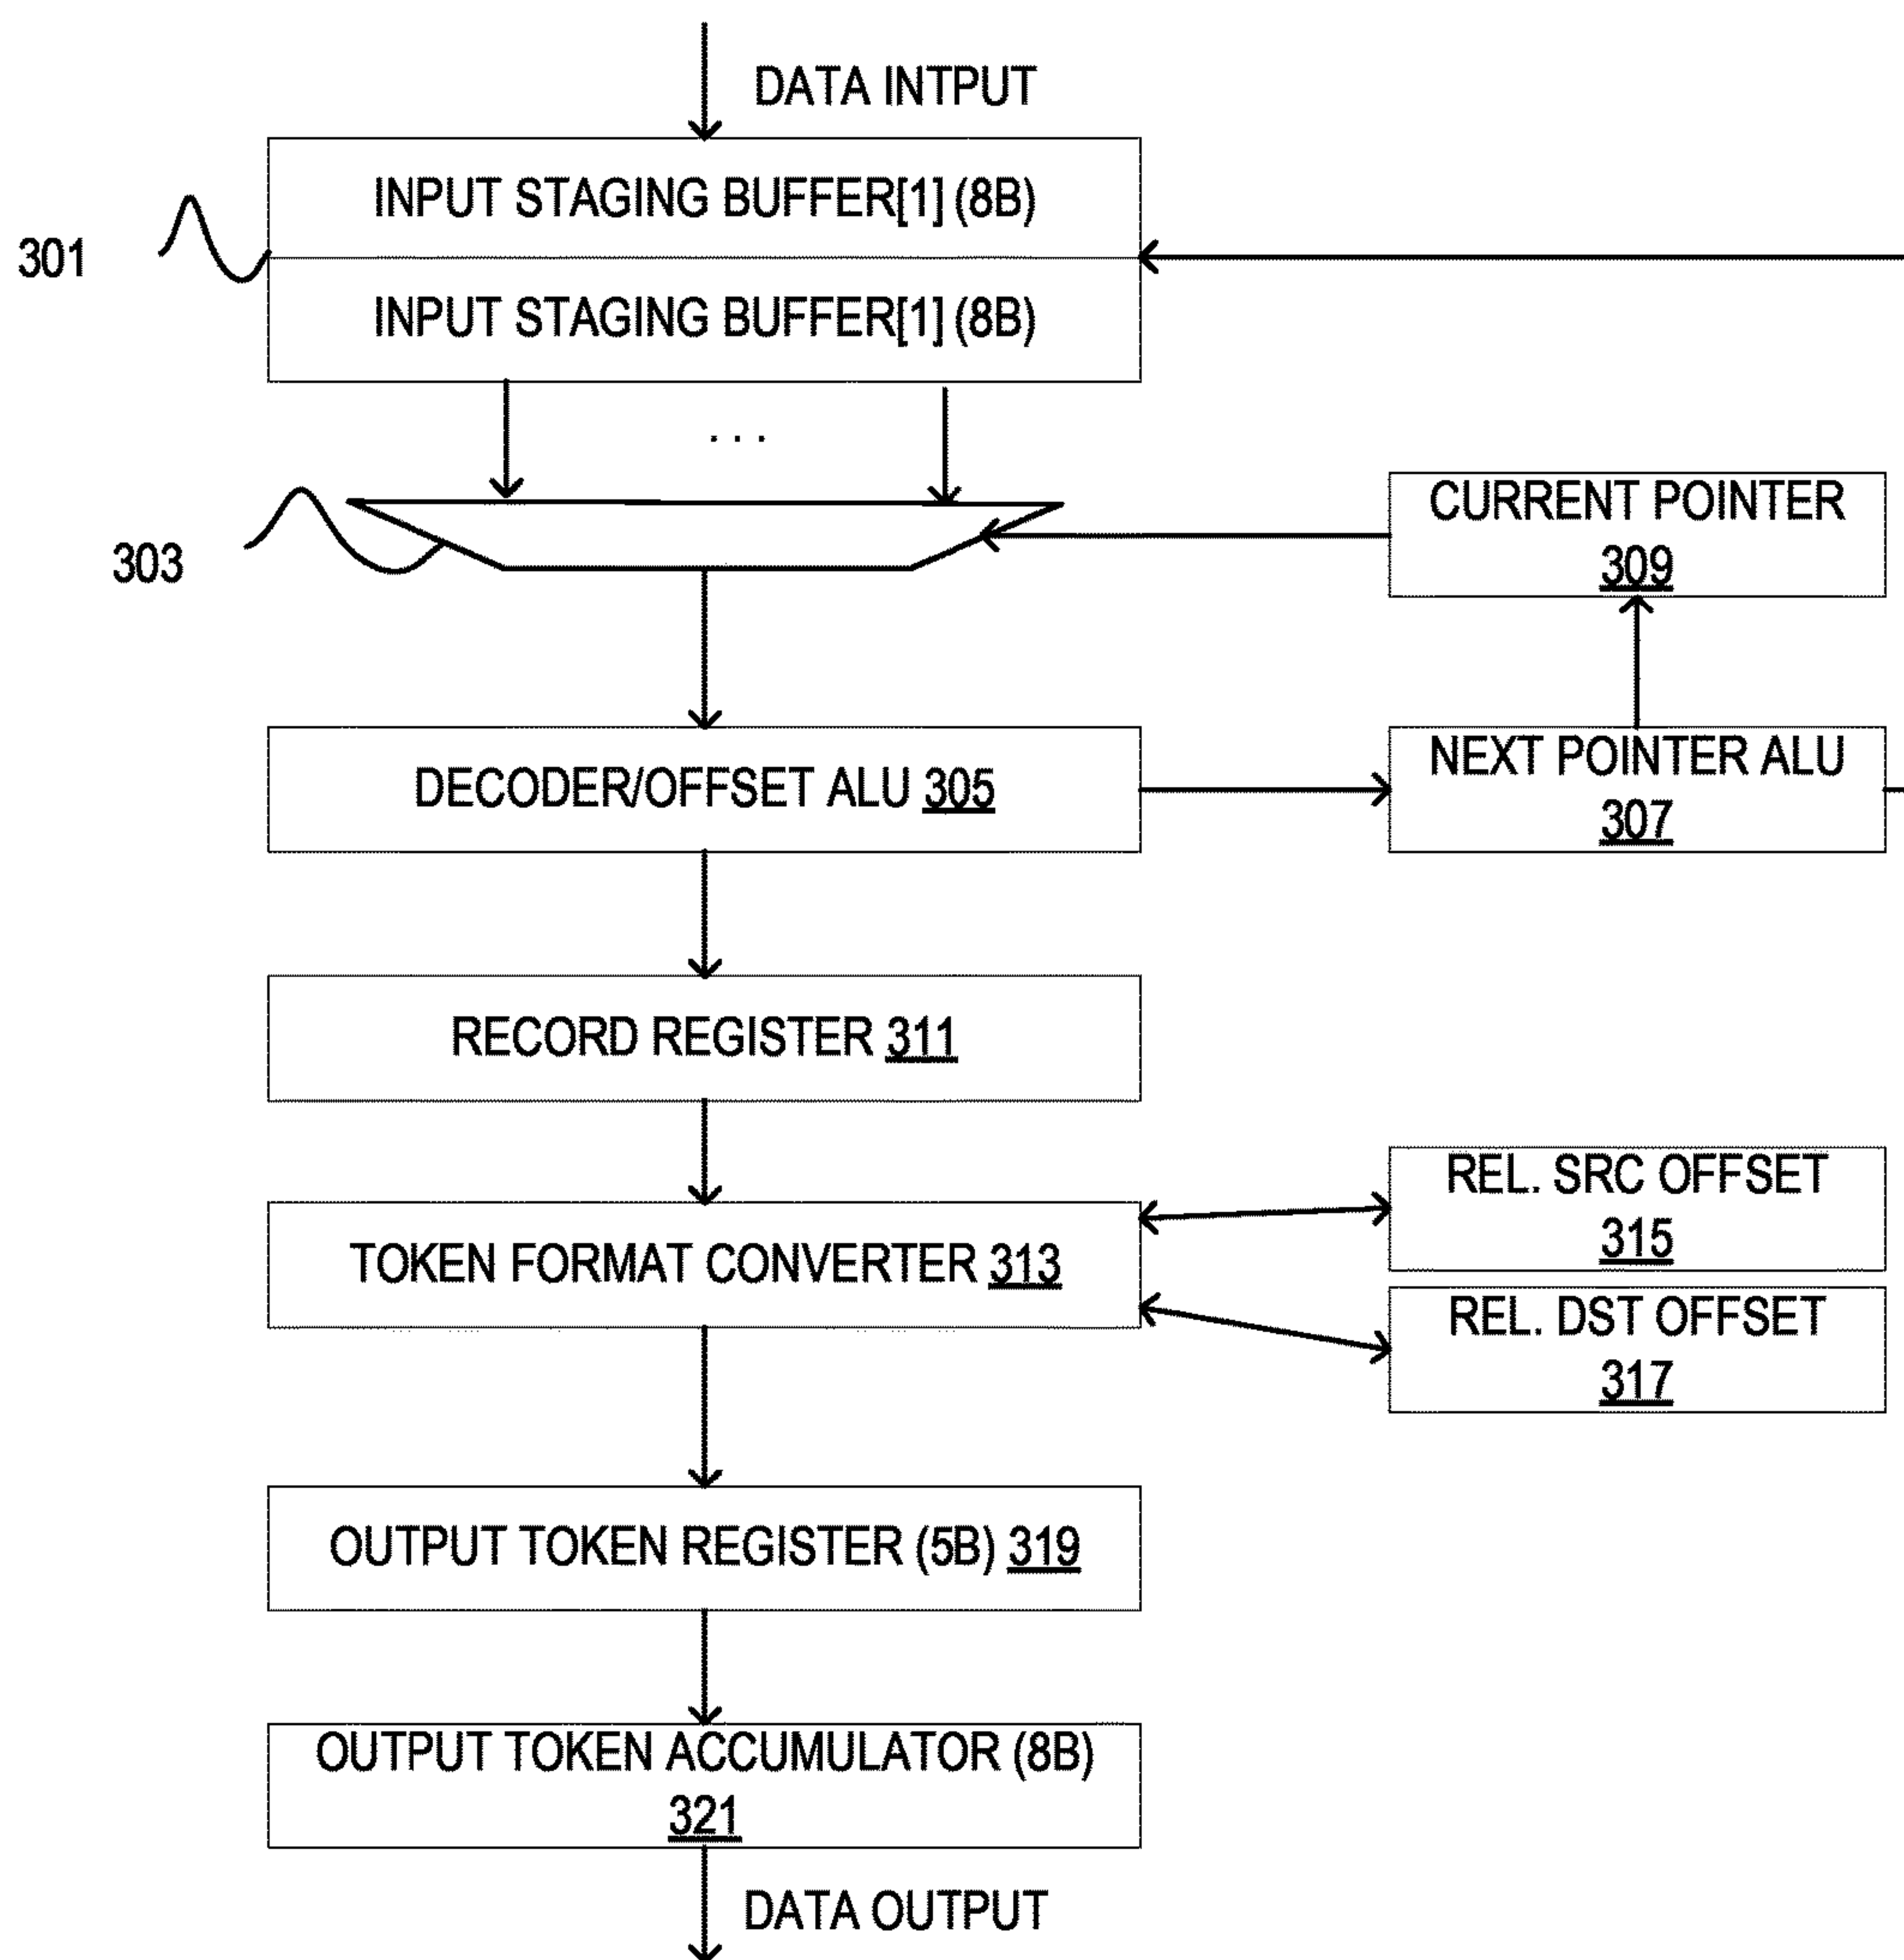 DATA INTPUT
INPUT STAGING BUFFER[1] (8B)
301
INPUT STAGING BUFFER[1] (8B)
. . .
303
CURRENT POINTER
309
DECODER/OFFSET ALU 305
NEXT POINTER ALU
307
RECORD REGISTER 311
TOKEN FORMAT CONVERTER 313
REL. SRC OFFSET
315
REL. DST OFFSET
317
OUTPUT TOKEN REGISTER (5B) 319
OUTPUT TOKEN ACCUMULATOR (8B)
321
DATA OUTPUT